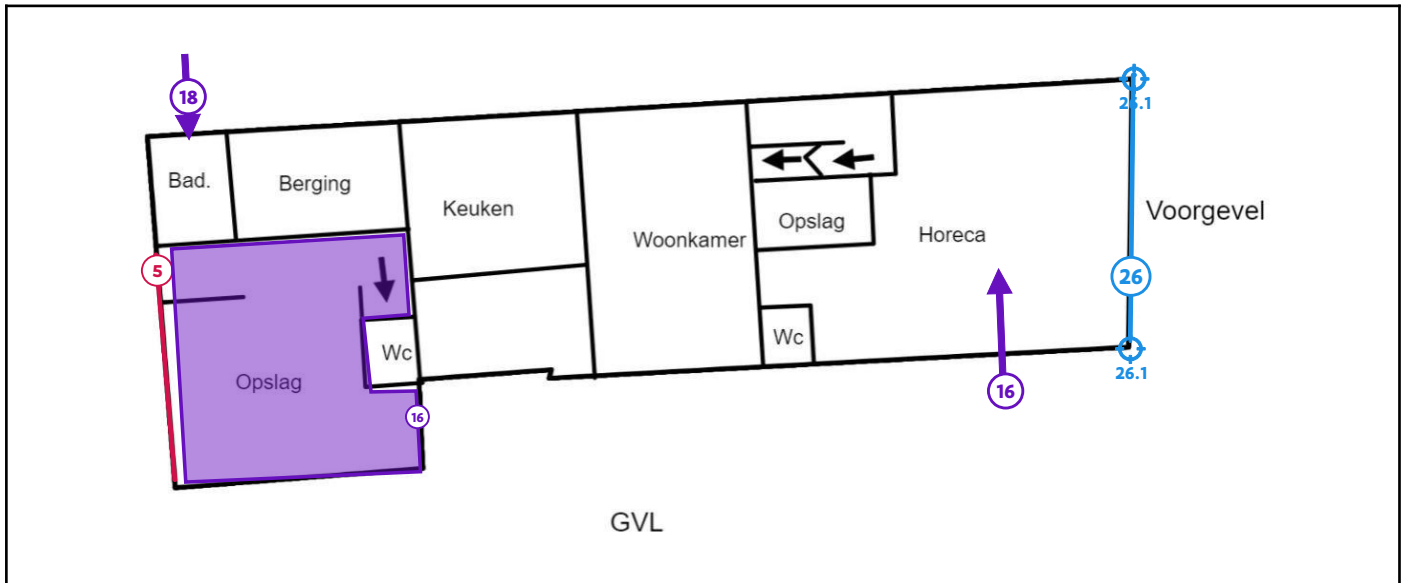 18
26.1
Bad.
Berging
Keuken
Voorgevel
Opslag
Woonkamer
Horeca
5
26
Wc
Wc
Opslag
26.1
16
16
GVL